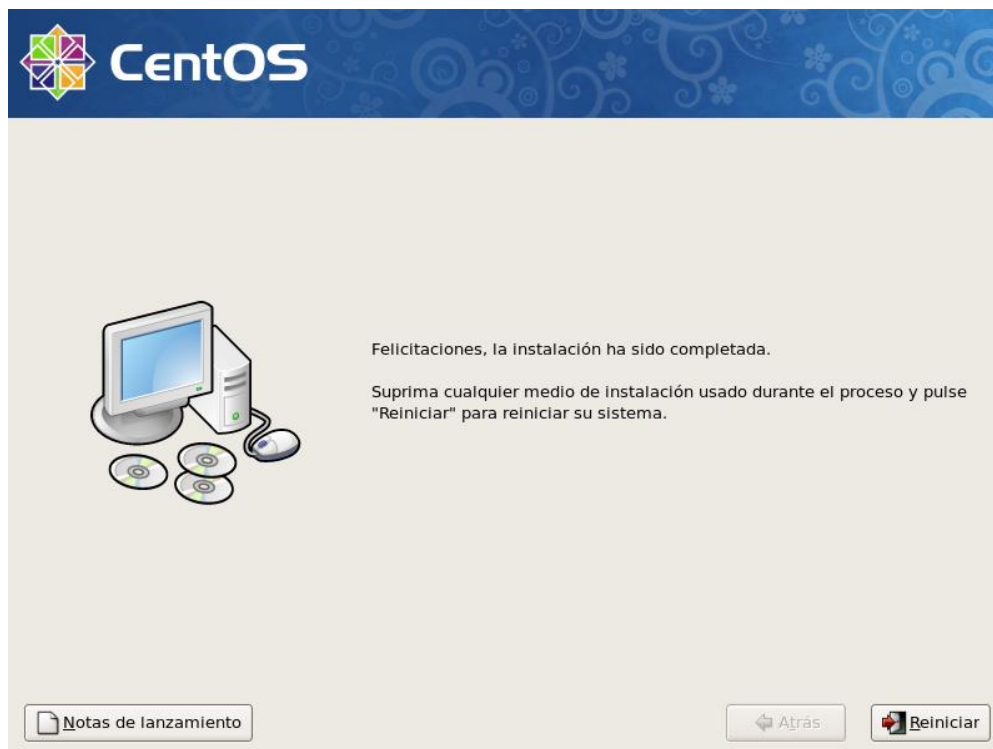 CentOS
Felicitaciones, la instalación ha sido completada.
Suprima cualquier medio de instalación usado durante el proceso y pulse
"Reiniciar" para reiniciar su sistema.
Notas de lanzamiento
Atrás
Reiniciar